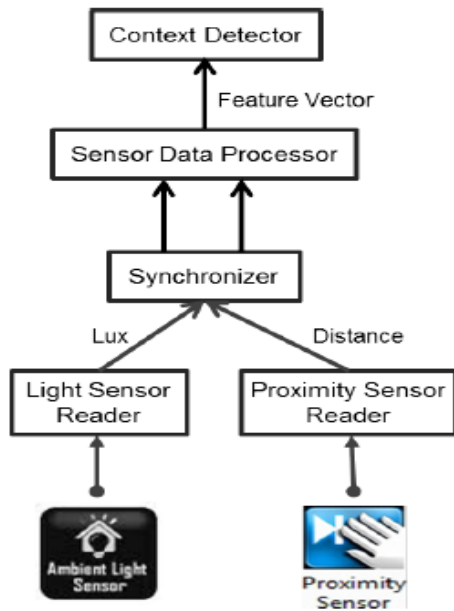 Context Detector
Feature Vector
Sensor Data Processor
Synchronizer
Lux
Distance
Light Sensor
Reader
Proximity Sensor
Reader
Ambient Light
Sensor
Proximity
Sensor